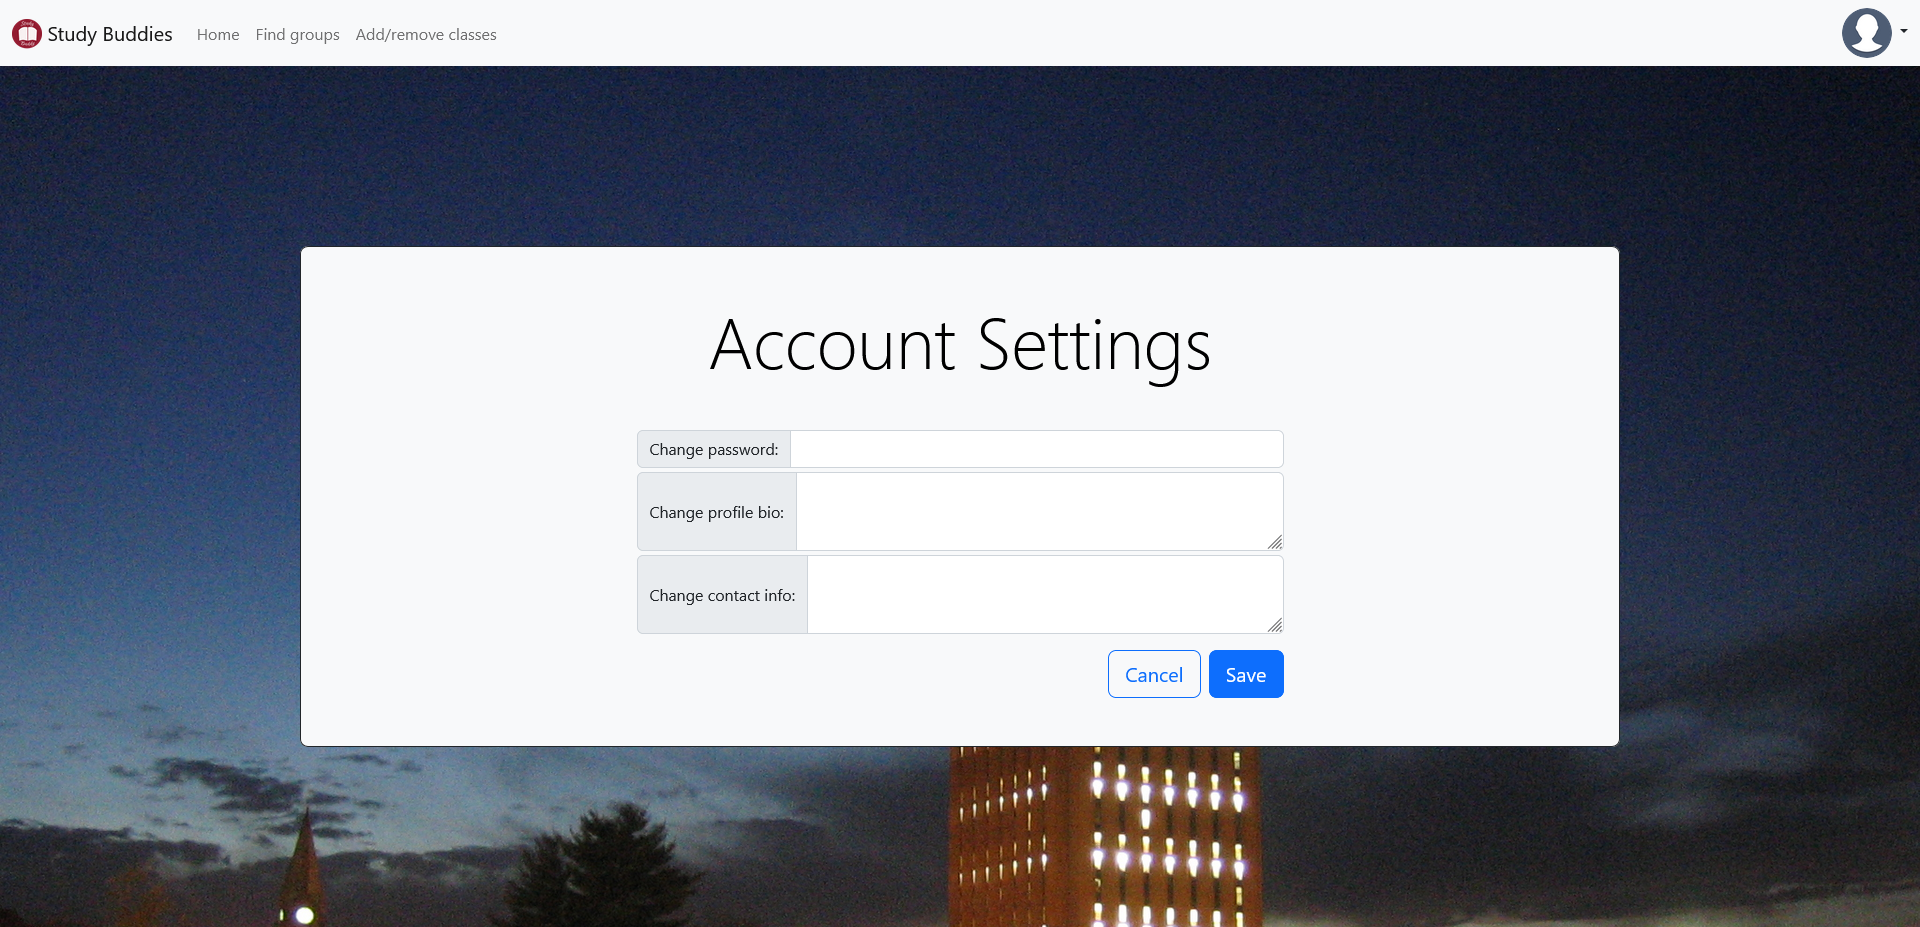 Study Buddies
Home
Find groups
Add/remove classes
Account Settings
Change password:
Change profile bio:
Change contact info:
Cancel
Save